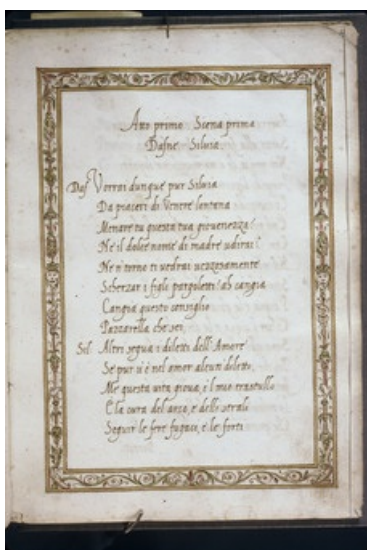 Atto primo Siena prima
Dafne Silvia
Daf Vorrai dunque pur Silvia
Da piaceri di Venere lontana
Menare tu questa tua giovenezza?
Ne il dolce nome di madre udirai?
Ne n'torno ti vedrai vezzosamente
Scherzar i figli pargoletti? ah cangia
Cangia questo consiglio
Pazzarella che sei,
Sil. Altri segua i diletti dell'Amore
Se pur v'è nel amor alcun diletto,
Me questa vita giova, e'l mio trastullo
È la cura del arco, e delli strali
Seguir le fere fugaci, e le forti